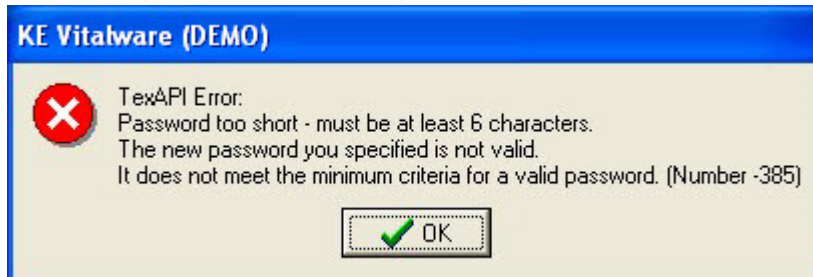 KE Vitalware (DEMO)
TexAPI Error:
Password too short - must be at least 6 characters.
The new password you specified is not valid.
It does not meet the minimum criteria for a valid password. (Number -385)
OK